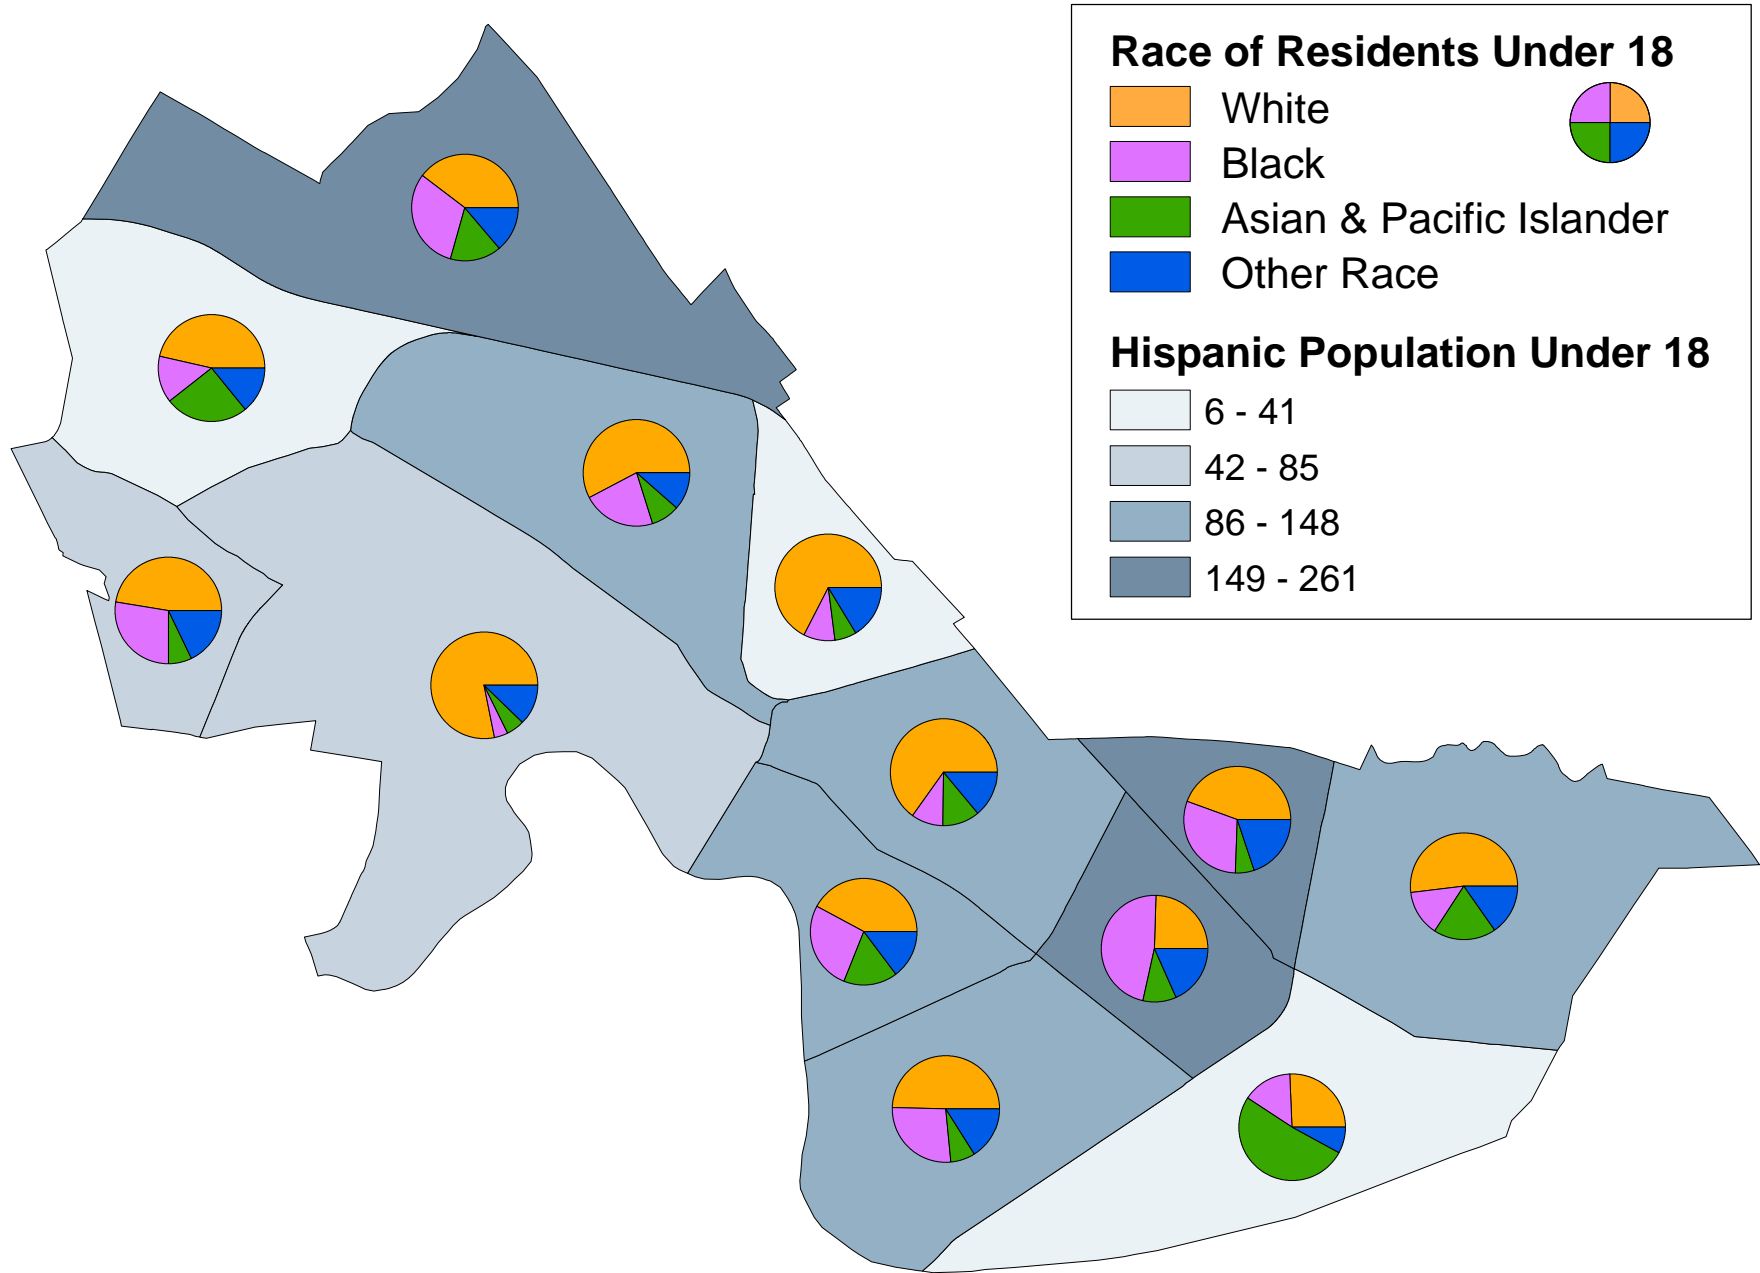 Race of Residents Under 18
White
Black
Asian & Pacific Islander
Other Race
Hispanic Population Under 18
6 - 41
42 - 85
86 - 148
149 - 261